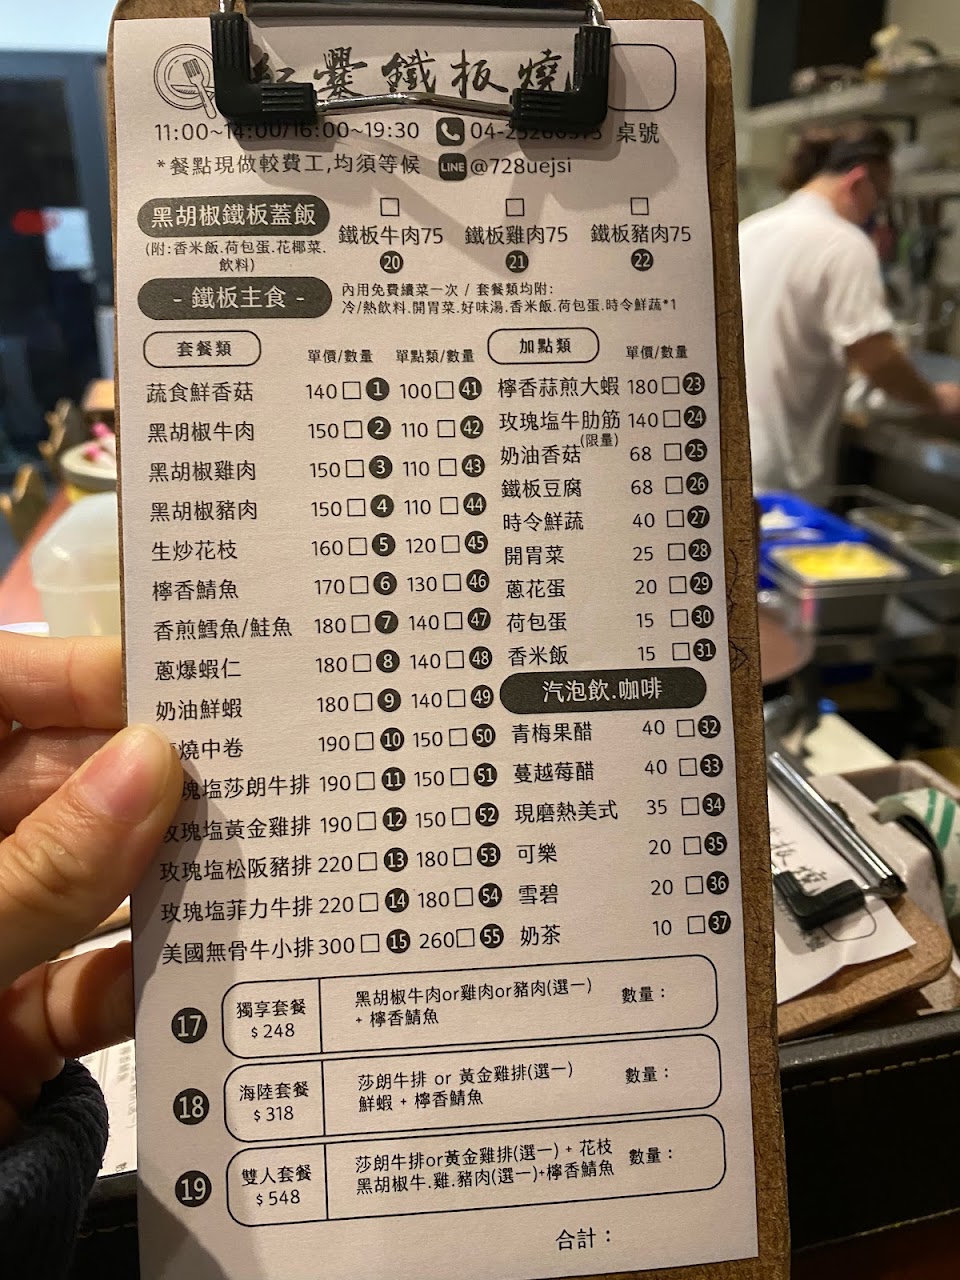 爨鐵板燒
11:00~14:00/16:00~19:30 桌號
*餐點現做較費工,均須等候 LINE @728uejsi
黑胡椒鐵板蓋飯
(附:香米飯.荷包蛋.花椰菜.
飲料)
鐵板牛肉75 鐵板雞肉75 鐵板豬肉75
20 21 22
- 鐵板主食 -
內用免費續菜一次 / 套餐類均附:
冷/熱飲料.開胃菜.好味湯.香米飯.荷包蛋.時令鮮蔬*1
套餐類 單價/數量 單點類/數量
蔬食鮮香菇 140 1 100 41
黑胡椒牛肉 150 2 110 42
黑胡椒雞肉 150 3 110 43
黑胡椒豬肉 150 4 110 44
生炒花枝 160 5 120 45
檸香鯖魚 170 6 130 46
香煎鱈魚/鮭魚 180 7 140 47
蔥爆蝦仁 180 8 140 48
奶油鮮蝦 180 9 140 49
燒中卷 190 10 150 50
瑰塩莎朗牛排 190 11 150 51
玫瑰塩黃金雞排 190 12 150 52
玫瑰塩松阪豬排 220 13 180 53
玫瑰塩菲力牛排 220 14 180 54
美國無骨牛小排 300 15 260 55
加點類 單價/數量
檸香蒜煎大蝦 180 23
玫瑰塩牛肋筋 140 24
(限量)
奶油香菇 68 25
鐵板豆腐 68 26
時令鮮蔬 40 27
開胃菜 25 28
蔥花蛋 20 29
荷包蛋 15 30
香米飯 15 31
汽泡飲.咖啡
青梅果醋 40 32
蔓越莓醋 40 33
現磨熱美式 35 34
可樂 20 35
雪碧 20 36
奶茶 10 37
17 獨享套餐
$248
黑胡椒牛肉or雞肉or豬肉(選一)
+ 檸香鯖魚
數量：
18 海陸套餐
$318
莎朗牛排 or 黃金雞排(選一)
鮮蝦 + 檸香鯖魚
數量：
19 雙人套餐
$548
莎朗牛排or黃金雞排(選一) + 花枝
黑胡椒牛.雞.豬肉(選一)+檸香鯖魚
數量：
合計：